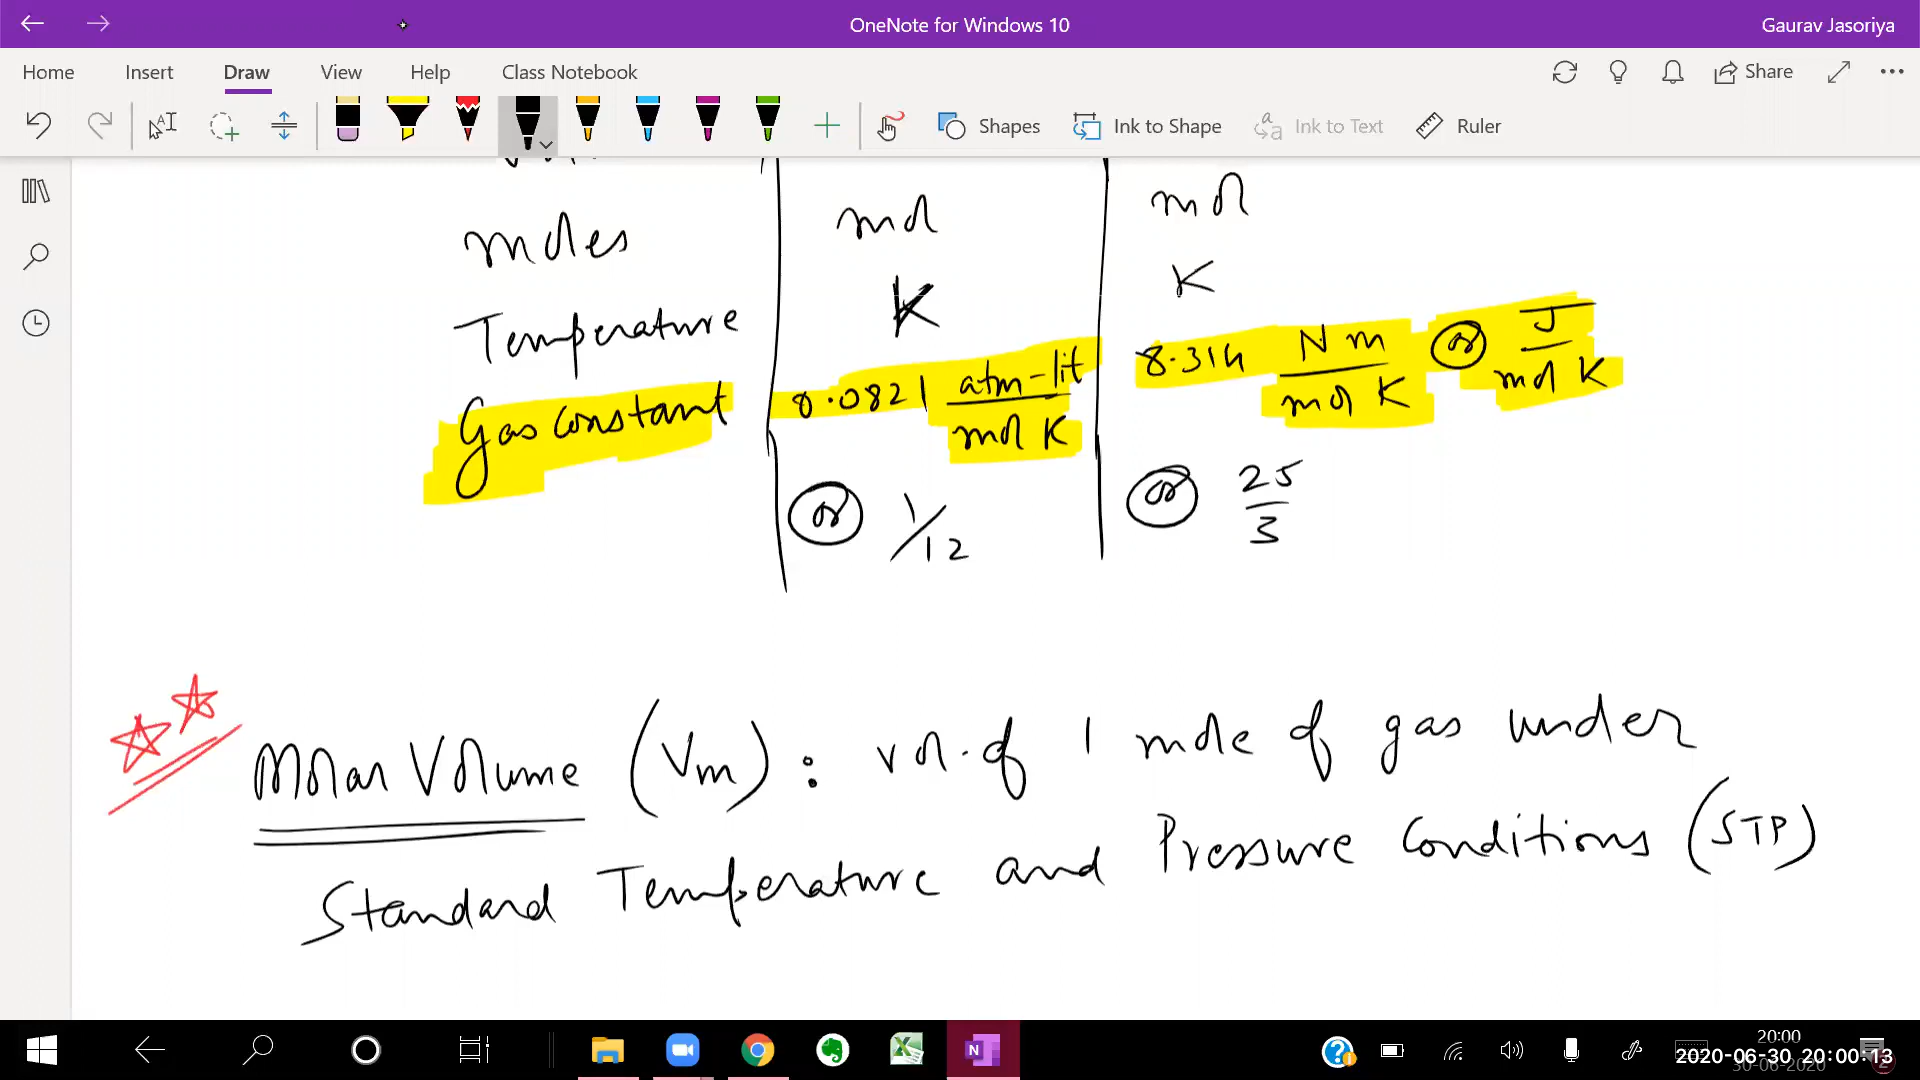 OneNote for Windows 10
Gaurav Jasoriya
Home Insert Draw View Help Class Notebook Share
Shapes Ink to Shape Ink to Text Ruler
moles mol mol
Temperature K K
Gas constant 0.0821 atm-lit / mol K 8.314 N m / mol K or J / mol K
or 1/12 or 25/3
Molar Volume (Vm) : vol. of 1 mole of gas under
Standard Temperature and Pressure Conditions (STP)
20:00
2020-06-30 20:00:13
30-06-2020